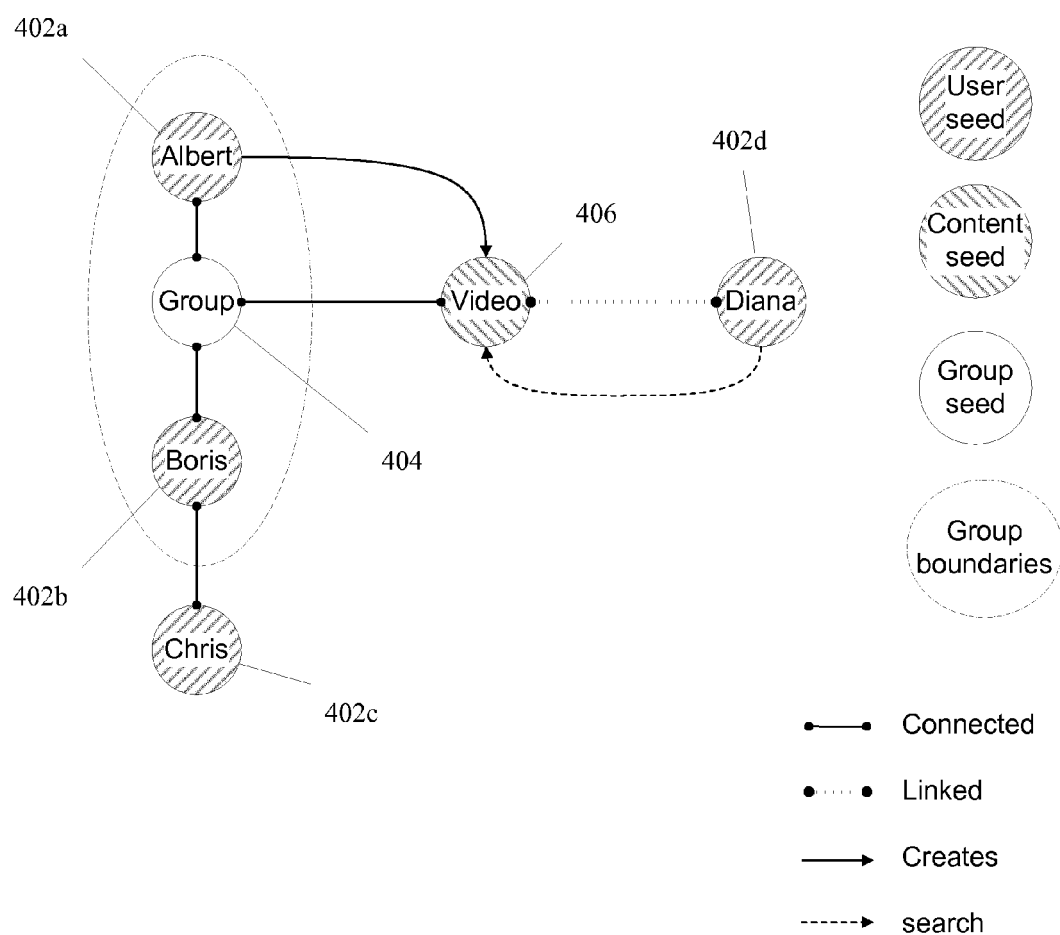 402a
Albert
User
seed
402d
406
Content
seed
Group
Video
Diana
Group
seed
Boris
404
Group
boundaries
402b
Chris
402c
Connected
Linked
Creates
search